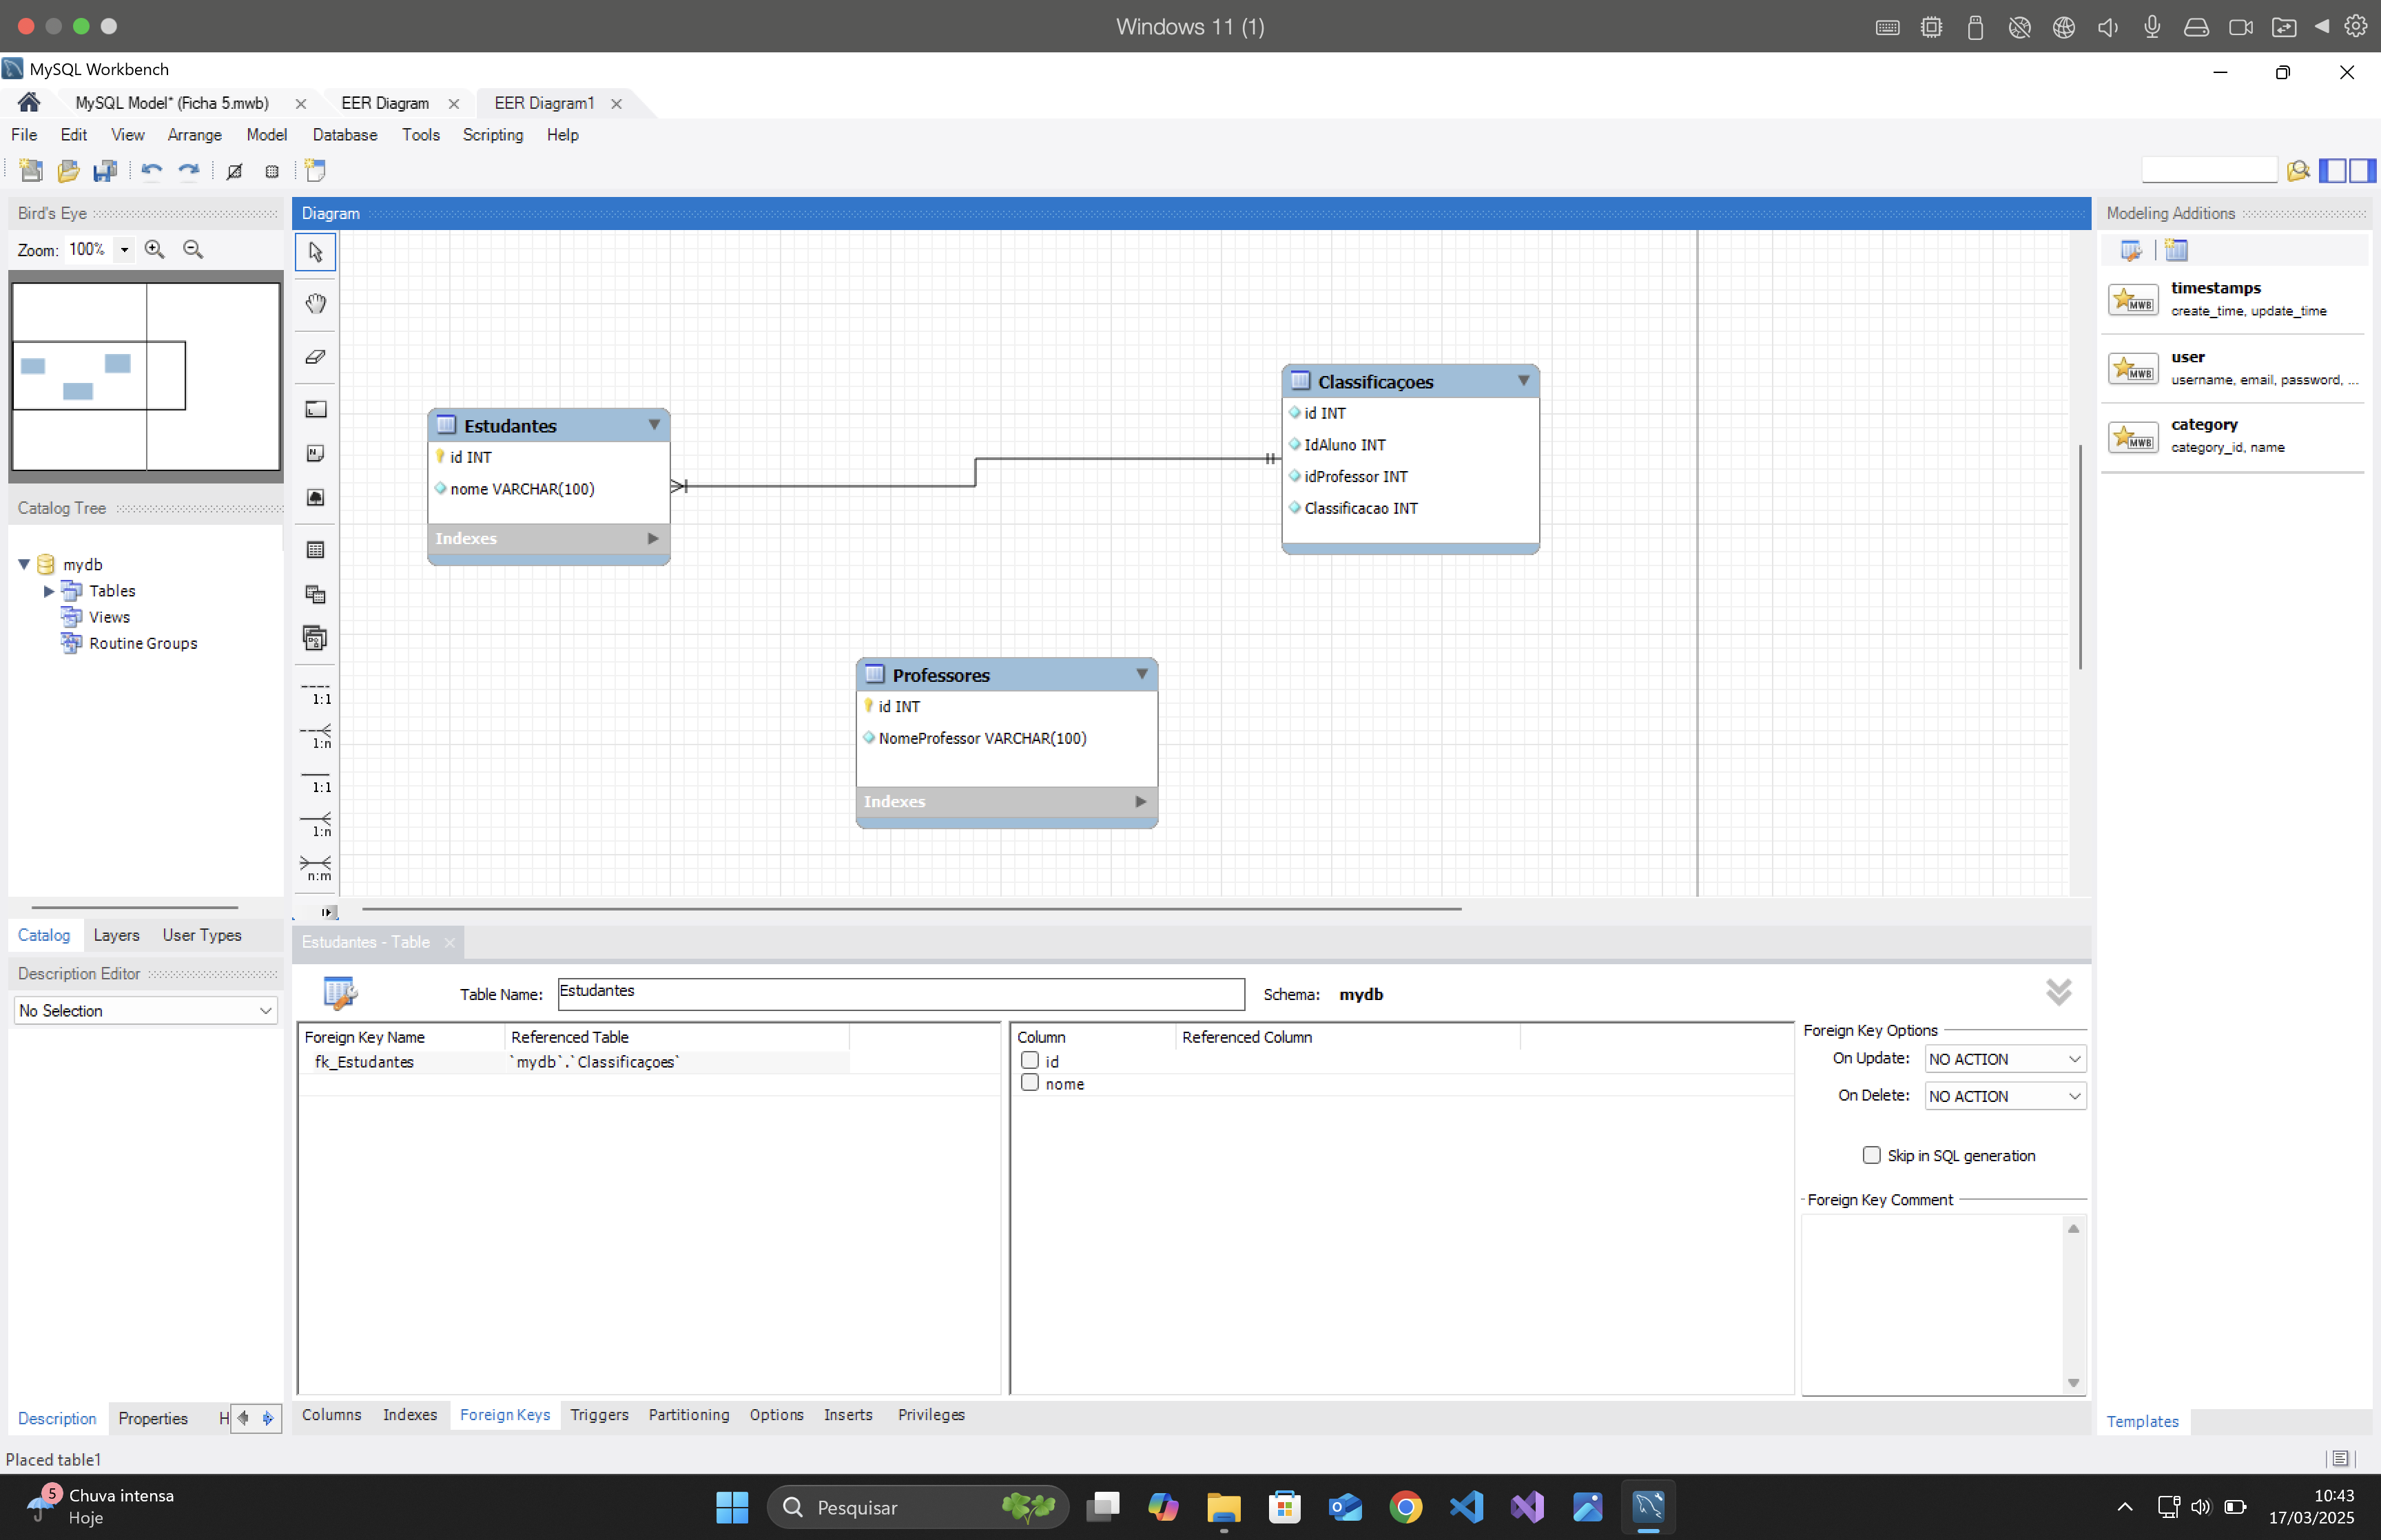 Windows 11 (1)
MySQL Workbench
MySQL Model* (Ficha 5.mwb)
EER Diagram
EER Diagram1
File Edit View Arrange Model Database Tools Scripting Help
Bird's Eye
Zoom: 100%
Catalog Tree
mydb
Tables
Views
Routine Groups
Catalog Layers User Types
Description Editor
No Selection
Description Properties H
Diagram
1:1
1:n
1:1
1:n
n:m
Estudantes
id INT
nome VARCHAR(100)
Indexes
Classificaçoes
id INT
IdAluno INT
idProfessor INT
Classificacao INT
Professores
id INT
NomeProfessor VARCHAR(100)
Indexes
Modeling Additions
MWB
timestamps
create_time, update_time
MWB
user
username, email, password, ...
MWB
category
category_id, name
Templates
Estudantes - Table
Table Name: Estudantes Schema: mydb
Foreign Key Name Referenced Table
fk_Estudantes `mydb`.`Classificaçoes`
Column Referenced Column
id
nome
Foreign Key Options
On Update: NO ACTION
On Delete: NO ACTION
Skip in SQL generation
Foreign Key Comment
Columns Indexes Foreign Keys Triggers Partitioning Options Inserts Privileges
Placed table1
5
Chuva intensa
Hoje
Pesquisar
10:43
17/03/2025